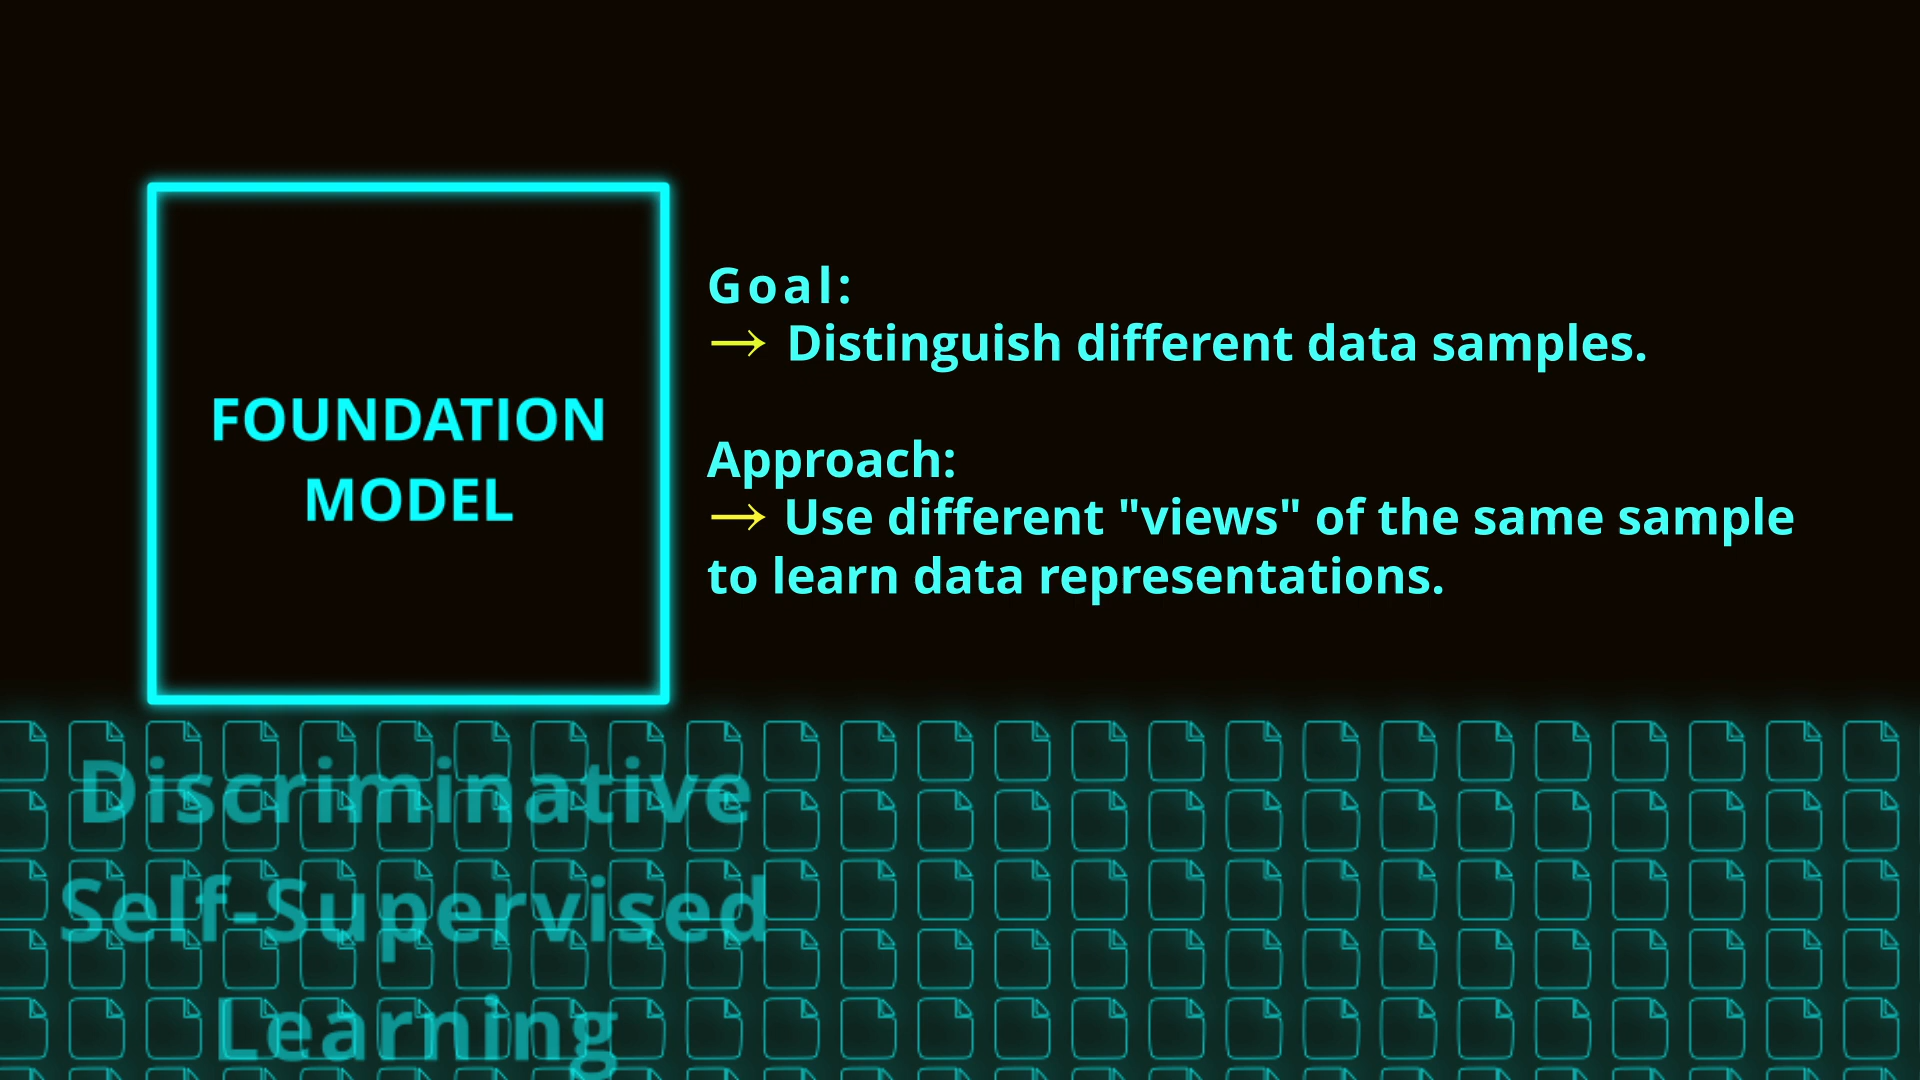 FOUNDATION
MODEL
Goal:
→ Distinguish different data samples.
Approach:
→ Use different "views" of the same sample
to learn data representations.
Discriminative
Self-Supervised
Learning